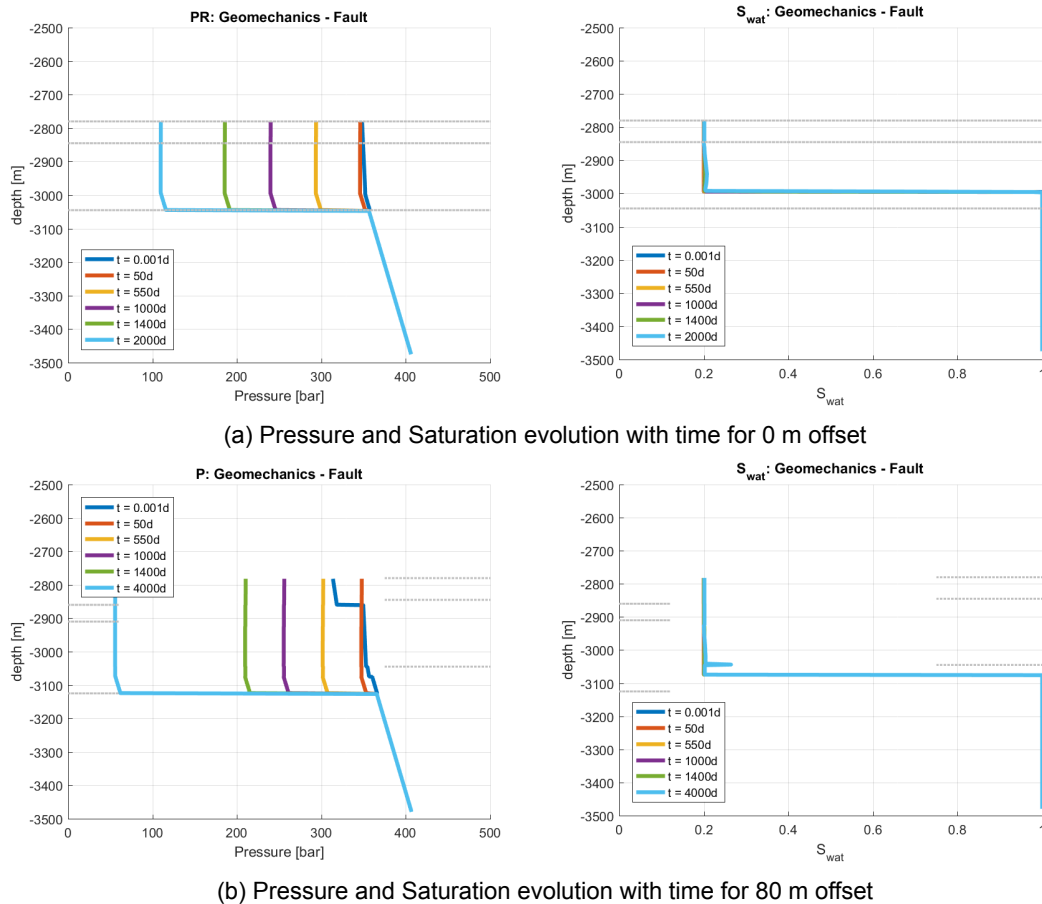 PR: Geomechanics - Fault
-2500
-2600
-2700
-2800
-2900
-3000
-3100
-3200
-3300
-3400
-3500
depth [m]
t = 0.001d
t = 50d
t = 550d
t = 1000d
t = 1400d
t = 2000d
0 100 200 300 400 500
Pressure [bar]
S_wat: Geomechanics - Fault
-2500
-2600
-2700
-2800
-2900
-3000
-3100
-3200
-3300
-3400
-3500
depth [m]
t = 0.001d
t = 50d
t = 550d
t = 1000d
t = 1400d
t = 2000d
0 0.2 0.4 0.6 0.8 1
S_wat
(a) Pressure and Saturation evolution with time for 0 m offset
P: Geomechanics - Fault
-2500
-2600
-2700
-2800
-2900
-3000
-3100
-3200
-3300
-3400
-3500
depth [m]
t = 0.001d
t = 50d
t = 550d
t = 1000d
t = 1400d
t = 4000d
0 100 200 300 400 500
Pressure [bar]
S_wat: Geomechanics - Fault
-2500
-2600
-2700
-2800
-2900
-3000
-3100
-3200
-3300
-3400
-3500
depth [m]
t = 0.001d
t = 50d
t = 550d
t = 1000d
t = 1400d
t = 4000d
0 0.2 0.4 0.6 0.8 1
S_wat
(b) Pressure and Saturation evolution with time for 80 m offset